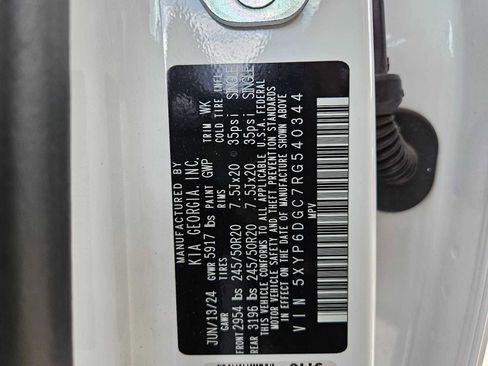 MANUFACTURED BY
KIA GEORGIA, INC.
JUN/13/24 GVWR 5917 lbs PAINT GWP TRIM WK
GAWR TIRES RIMS COLD TIRE INFL
FRONT 2954 lbs 245/50R20 7.5Jx20 35psi SINGLE
REAR 3196 lbs 245/50R20 7.5Jx20 35psi SINGLE
THIS VEHICLE CONFORMS TO ALL APPLICABLE U.S.A. FEDERAL
MOTOR VEHICLE SAFETY AND THEFT PREVENTION STANDARDS
IN EFFECT ON THE DATE OF MANUFACTURE SHOWN ABOVE
VIN 5XYP6DGC7RG540344
MPV